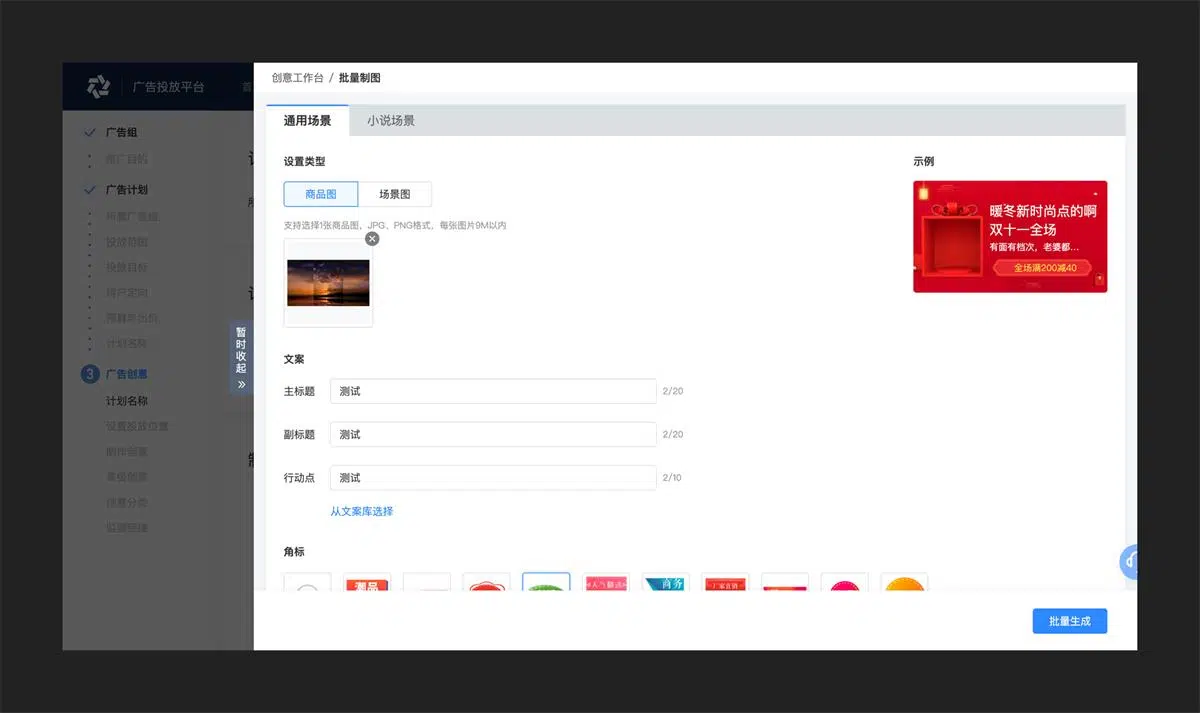 广告投放平台
首
创意工作台 / 批量制图
广告组
推广目的
广告计划
所属广告组
投放范围
投放目标
用户定向
预算与出价
计划名称
3 广告创意
计划名称
设置投放位置
制作创意
创意分类
暂时收起
通用场景
小说场景
设置类型
商品图
场景图
支持选择1张商品图，JPG、PNG格式，每张图片9M以内
示例
暖冬新时尚点的啊
双十一全场
有面有档次，老婆都...
全场满200减40
文案
主标题 测试 2/20
副标题 测试 2/20
行动点 测试 2/10
从文案库选择
角标
潮品
人气精选
商务
厂家直销
批量生成